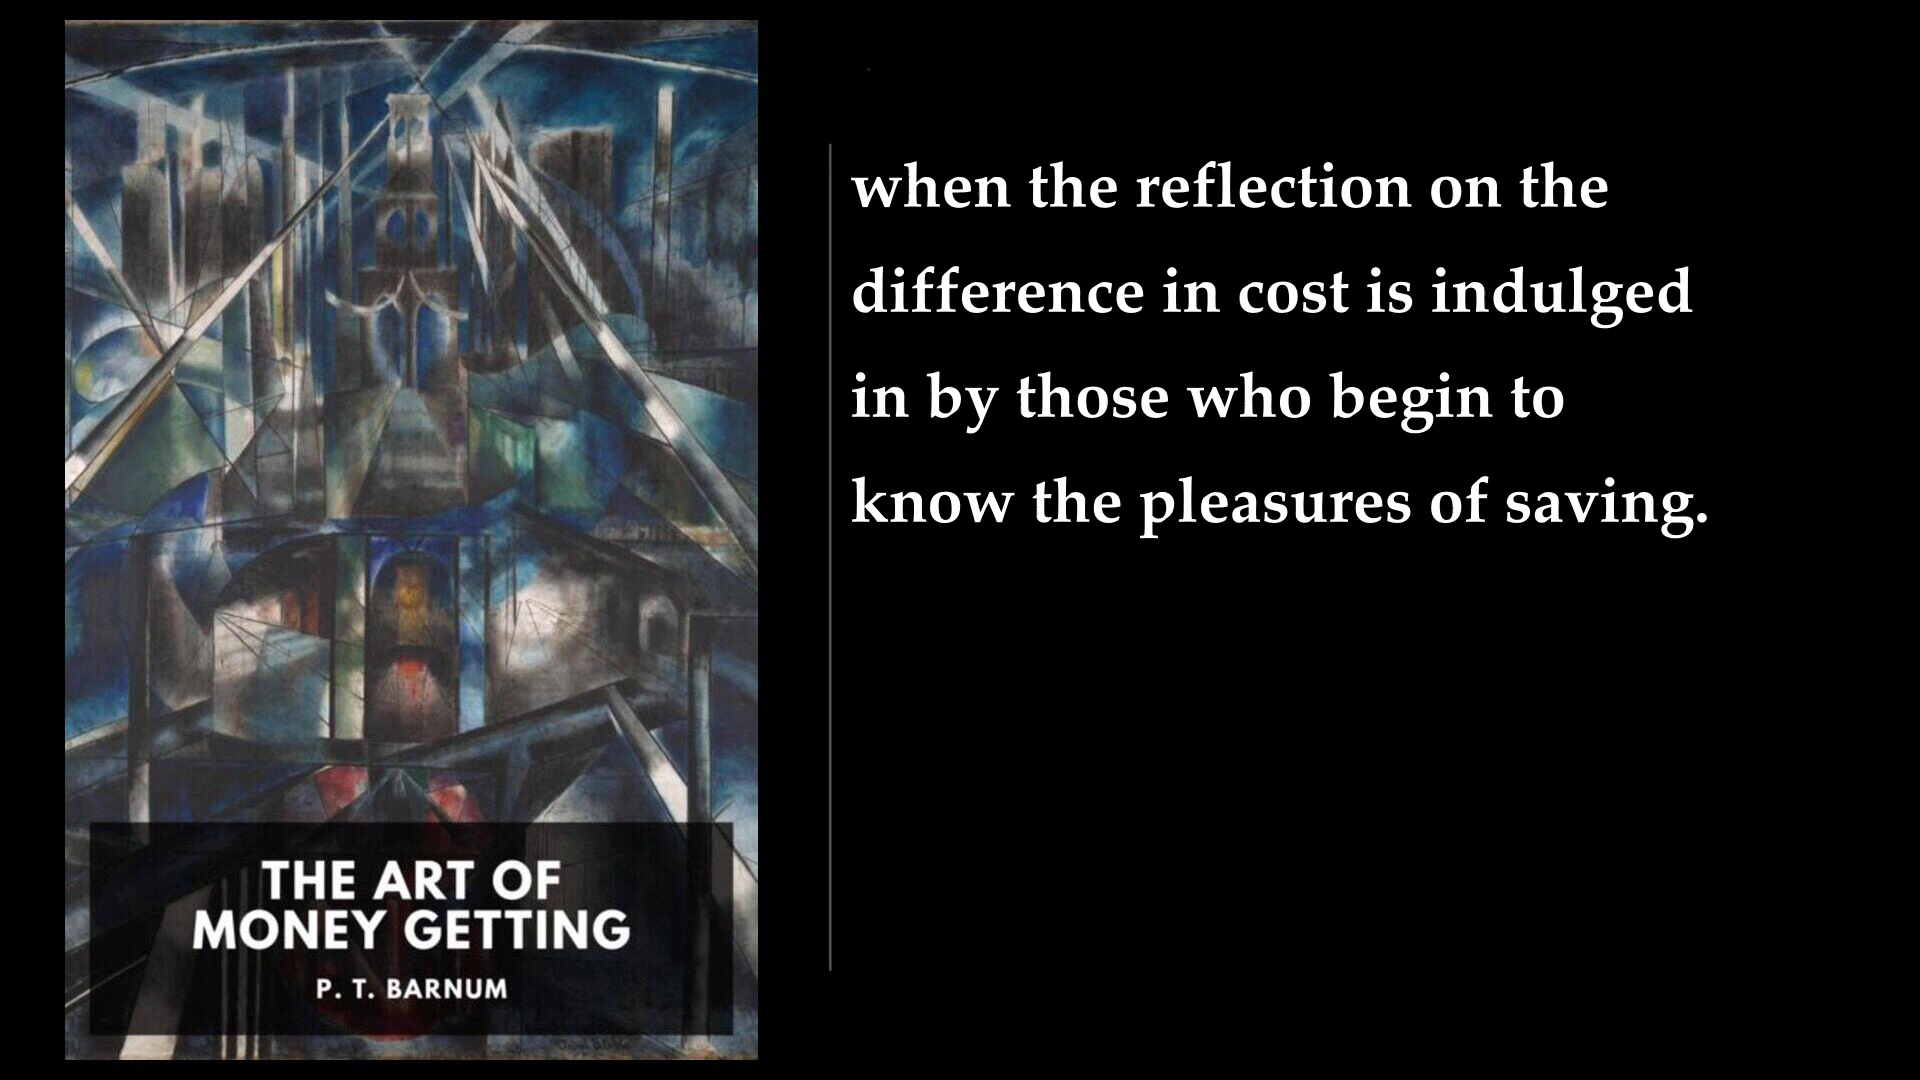 when the reflection on the
difference in cost is indulged
in by those who begin to
know the pleasures of saving.
THE ART OF
MONEY GETTING
P. T. BARNUM